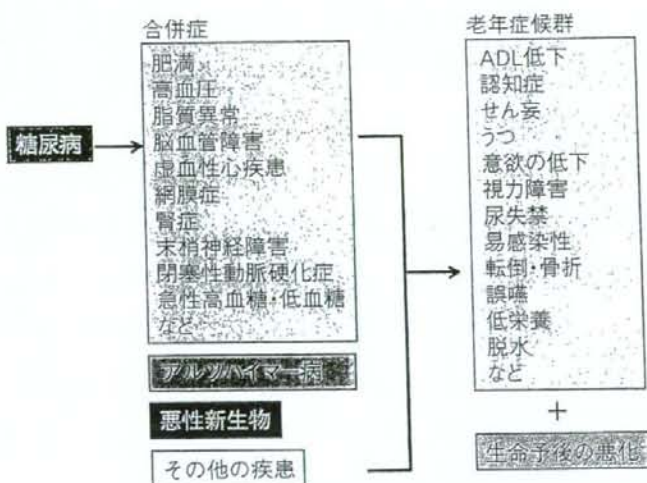 糖尿病
合併症
肥満
高血圧
脂質異常
脳血管障害
虚血性心疾患
網膜症
腎症
末梢神経障害
閉塞性動脈硬化症
急性高血糖・低血糖
など
アルツハイマー病
悪性新生物
その他の疾患
老年症候群
ADL低下
認知症
せん妄
うつ
意欲の低下
視力障害
尿失禁
易感染性
転倒・骨折
誤嚥
低栄養
脱水
など
+
生命予後の悪化